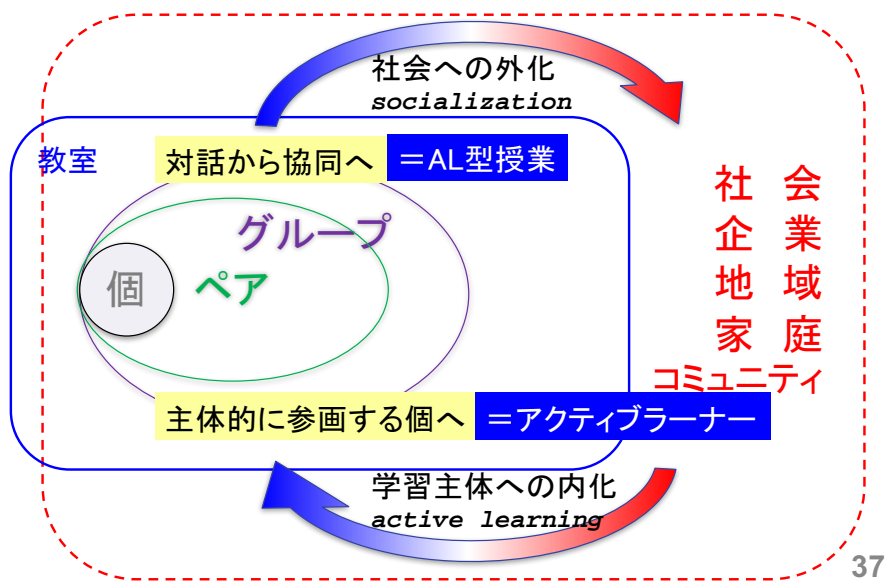 社会への外化
socialization
教室
対話から協同へ
＝AL型授業
グループ
個
ペア
社会
企業
地域
家庭
コミュニティ
主体的に参画する個へ
＝アクティブラーナー
学習主体への内化
active learning
37